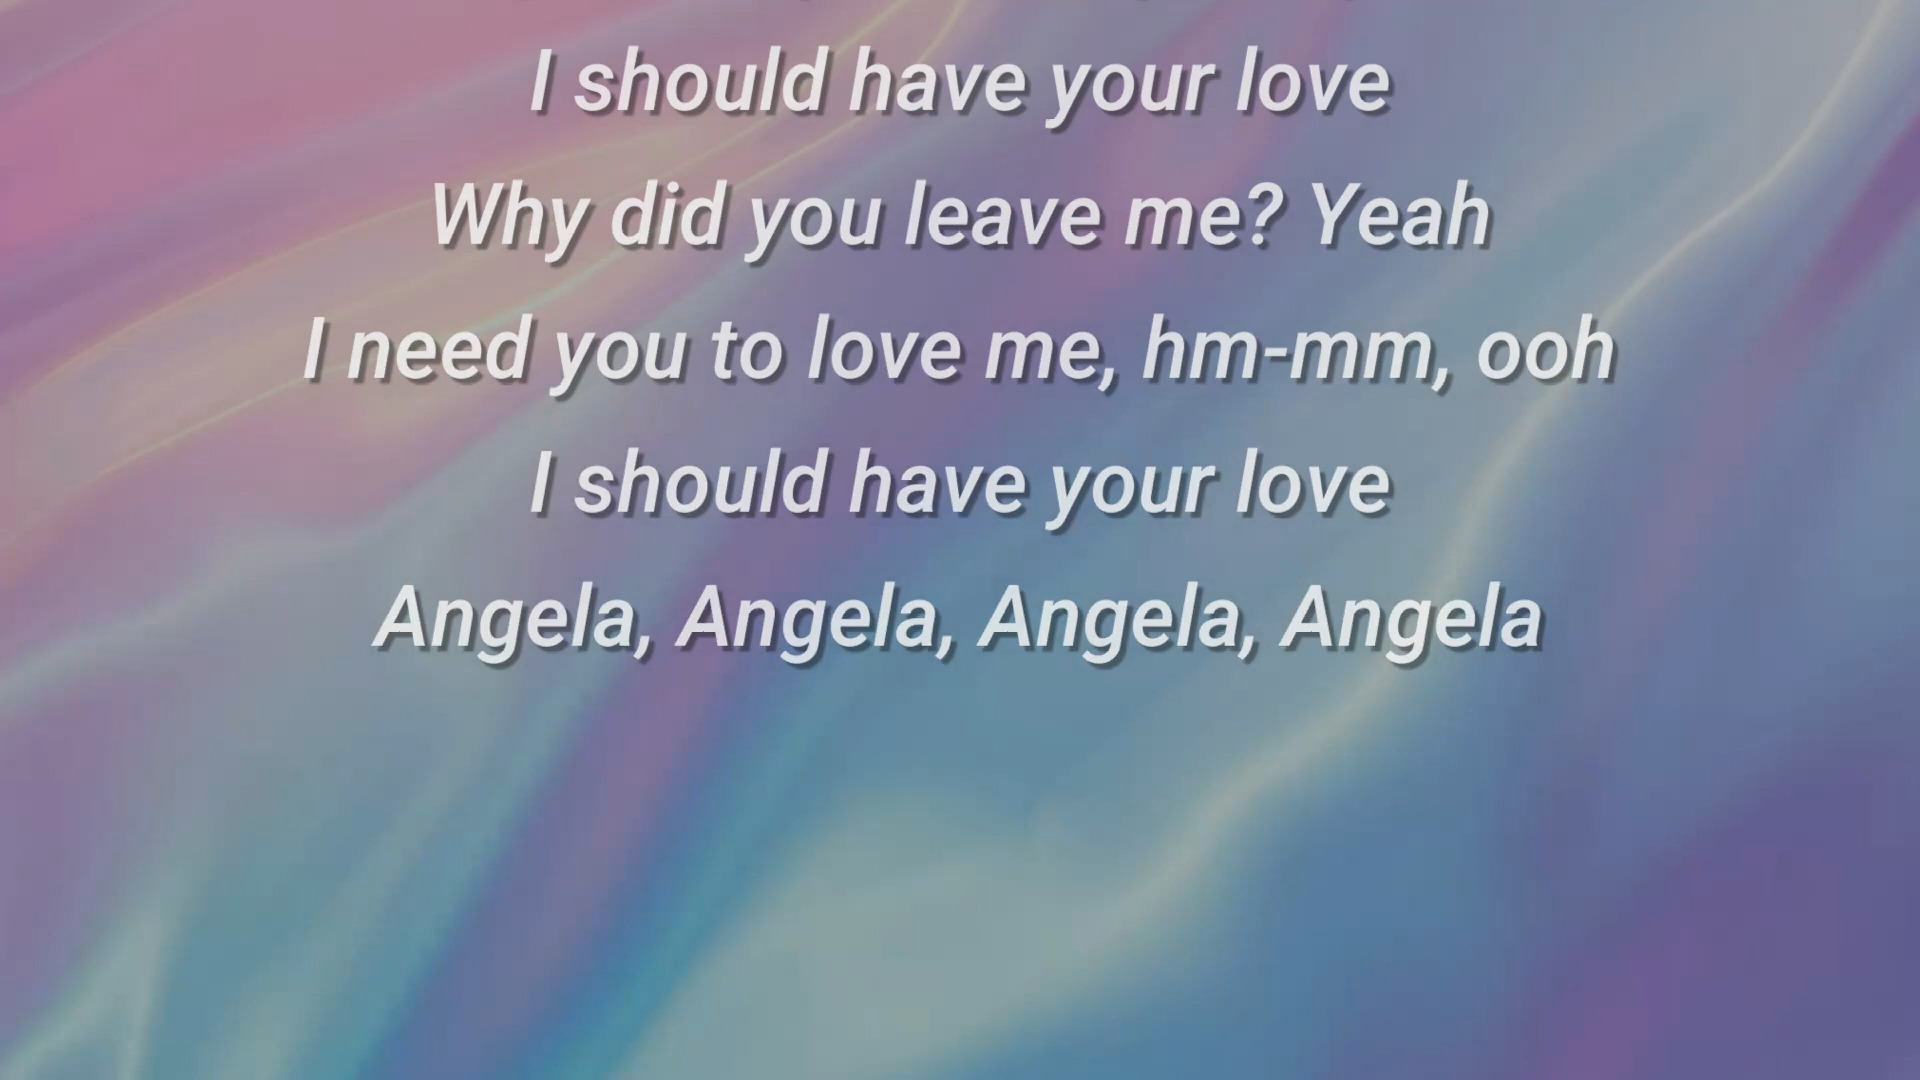 I should have your love
Why did you leave me? Yeah
I need you to love me, hm-mm, ooh
I should have your love
Angela, Angela, Angela, Angela